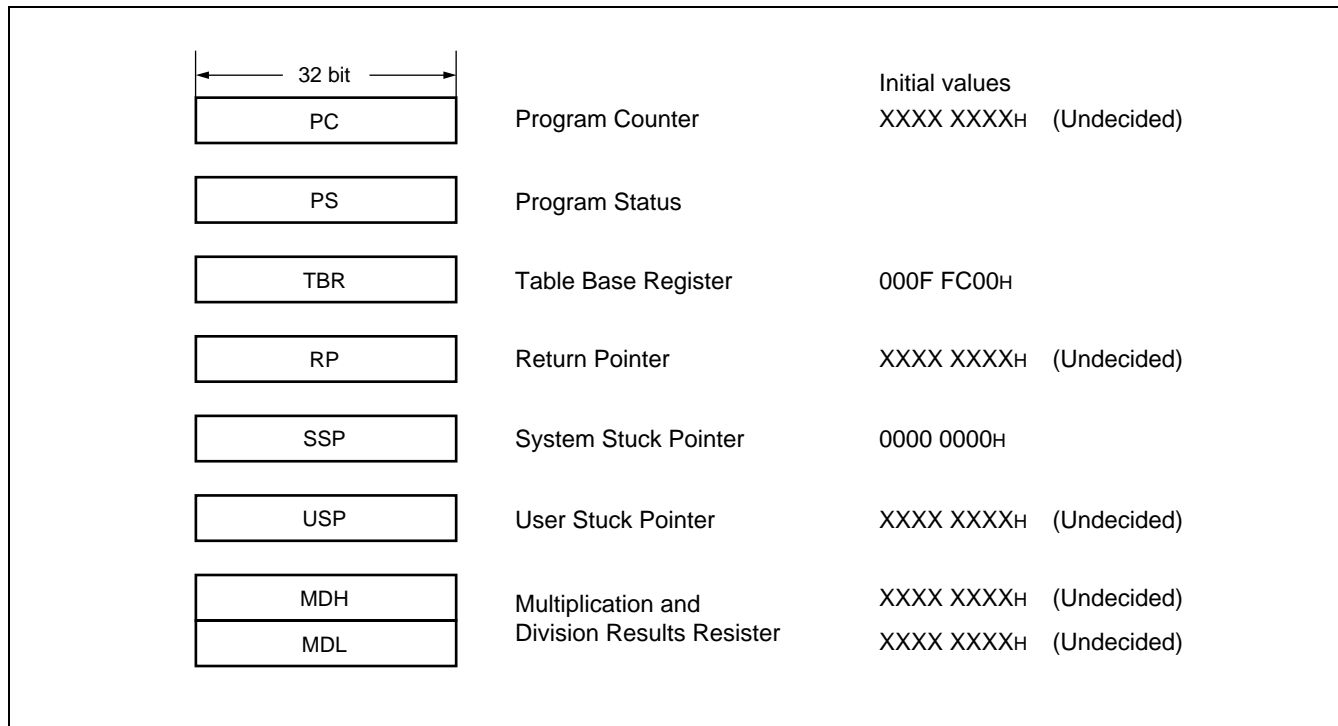 32 bit
Initial values
PC Program Counter XXXX XXXXH (Undecided)
PS Program Status
TBR Table Base Register 000F FC00H
RP Return Pointer XXXX XXXXH (Undecided)
SSP System Stuck Pointer 0000 0000H
USP User Stuck Pointer XXXX XXXXH (Undecided)
MDH Multiplication and XXXX XXXXH (Undecided)
MDL Division Results Resister XXXX XXXXH (Undecided)